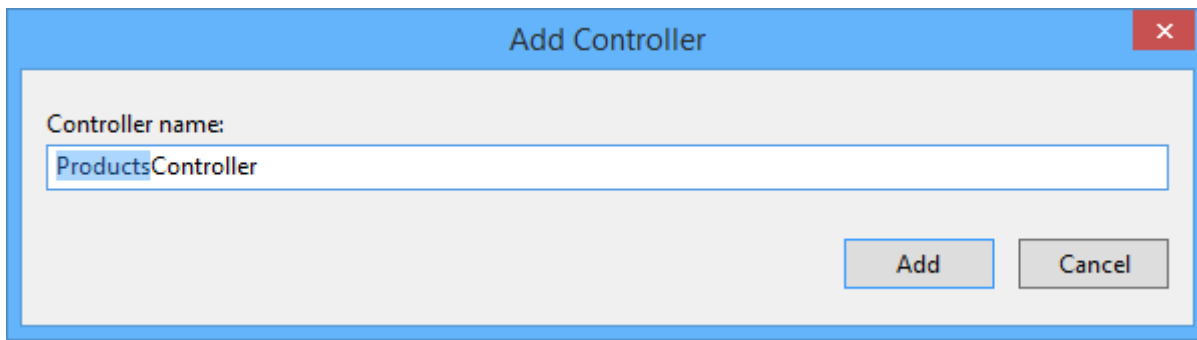 Add Controller
Controller name:
ProductsController
Add Cancel